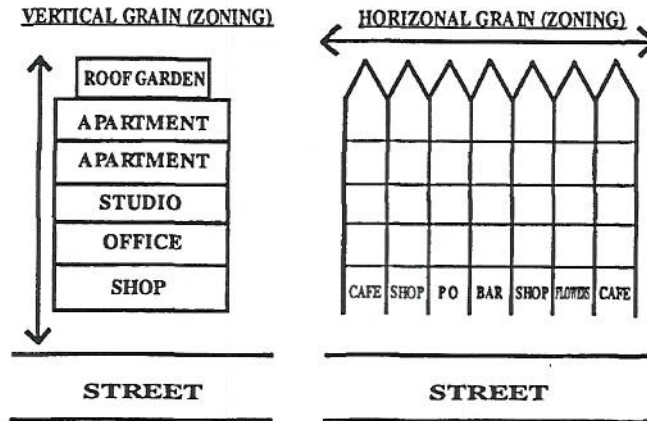 VERTICAL GRAIN (ZONING)
ROOF GARDEN
APARTMENT
APARTMENT
STUDIO
OFFICE
SHOP
STREET
HORIZONAL GRAIN (ZONING)
CAFE SHOP PO BAR SHOP FLOWERS CAFE
STREET